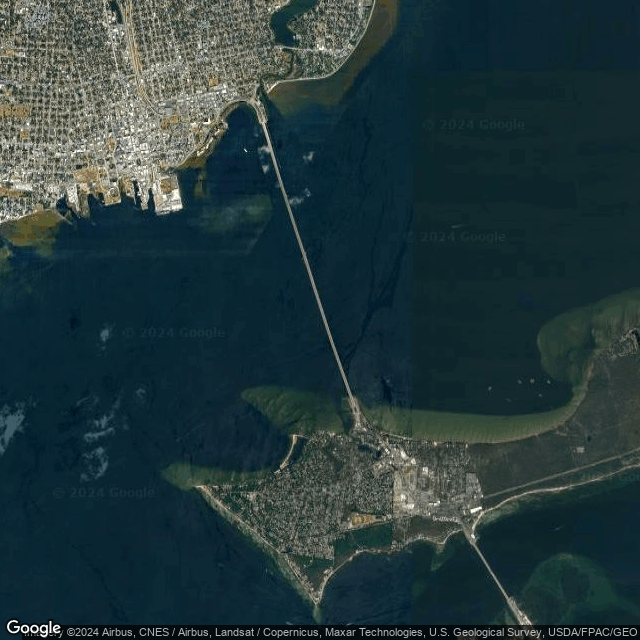 © 2024 Google
2024 Google
© 2024 Google
© 2024 Google
Google
©2024 Airbus, CNES / Airbus, Landsat / Copernicus, Maxar Technologies, U.S. Geological Survey, USDA/FPAC/GEO